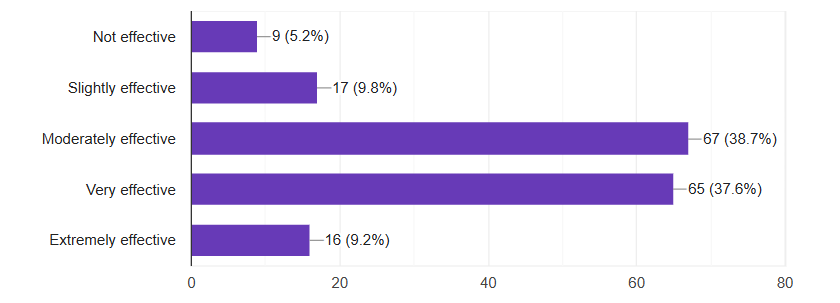 Not effective 9 (5.2%)
Slightly effective 17 (9.8%)
Moderately effective 67 (38.7%)
Very effective 65 (37.6%)
Extremely effective 16 (9.2%)
0 20 40 60 80